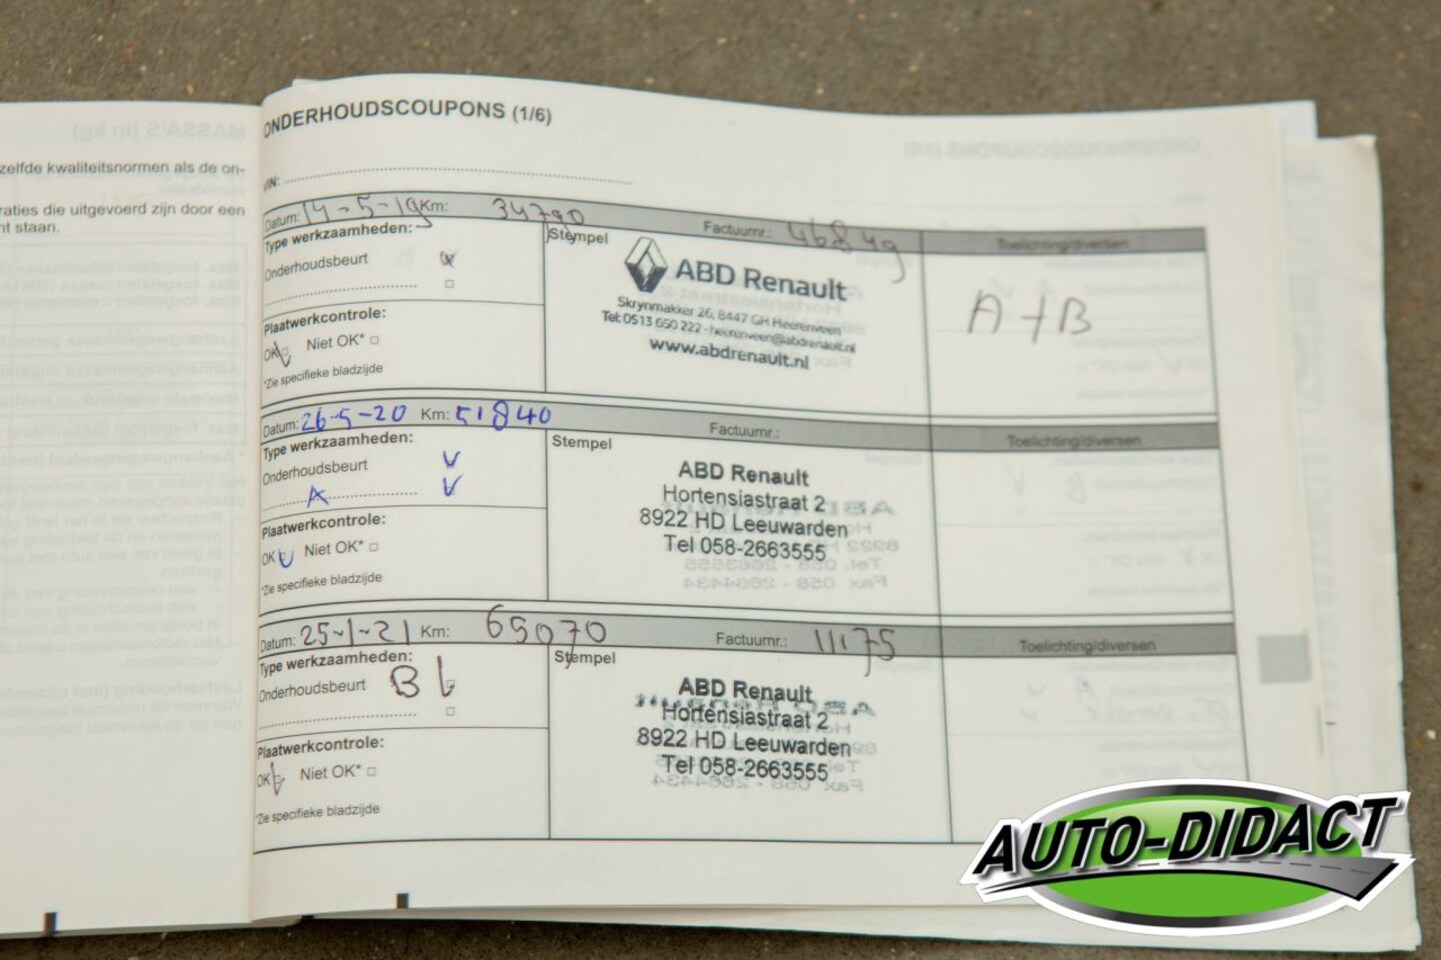 zelfde kwaliteitsnormen als de on-
raties die uitgevoerd zijn door een
nt staan.
ONDERHOUDSCOUPONS (1/6)
VIN:
Datum: 14-5-19 Km: 34790 Factuurnr.: 46849 Toelichting/diversen
Type werkzaamheden: Stempel
Onderhoudsbeurt
A+B
ABD Renault
Skrynmakker 26, 8447 GH Heerenveen
Tel: 0513 650 222 - heerenveen@abdrenault.nl
www.abdrenault.nl
Plaatwerkcontrole:
OK Niet OK*
*Zie specifieke bladzijde
Datum: 26-5-20 Km: 51840 Factuurnr.: Toelichting/diversen
Type werkzaamheden: Stempel
Onderhoudsbeurt V
A V
ABD Renault
Hortensiastraat 2
8922 HD Leeuwarden
Tel 058-2663555
Plaatwerkcontrole:
OK Niet OK*
*Zie specifieke bladzijde
Datum: 25-1-21 Km: 65070 Factuurnr.: 11175 Toelichting/diversen
Type werkzaamheden: Stempel
Onderhoudsbeurt B
ABD Renault
Hortensiastraat 2
8922 HD Leeuwarden
Tel 058-2663555
Plaatwerkcontrole:
OK Niet OK*
*Zie specifieke bladzijde
AUTO-DIDACT